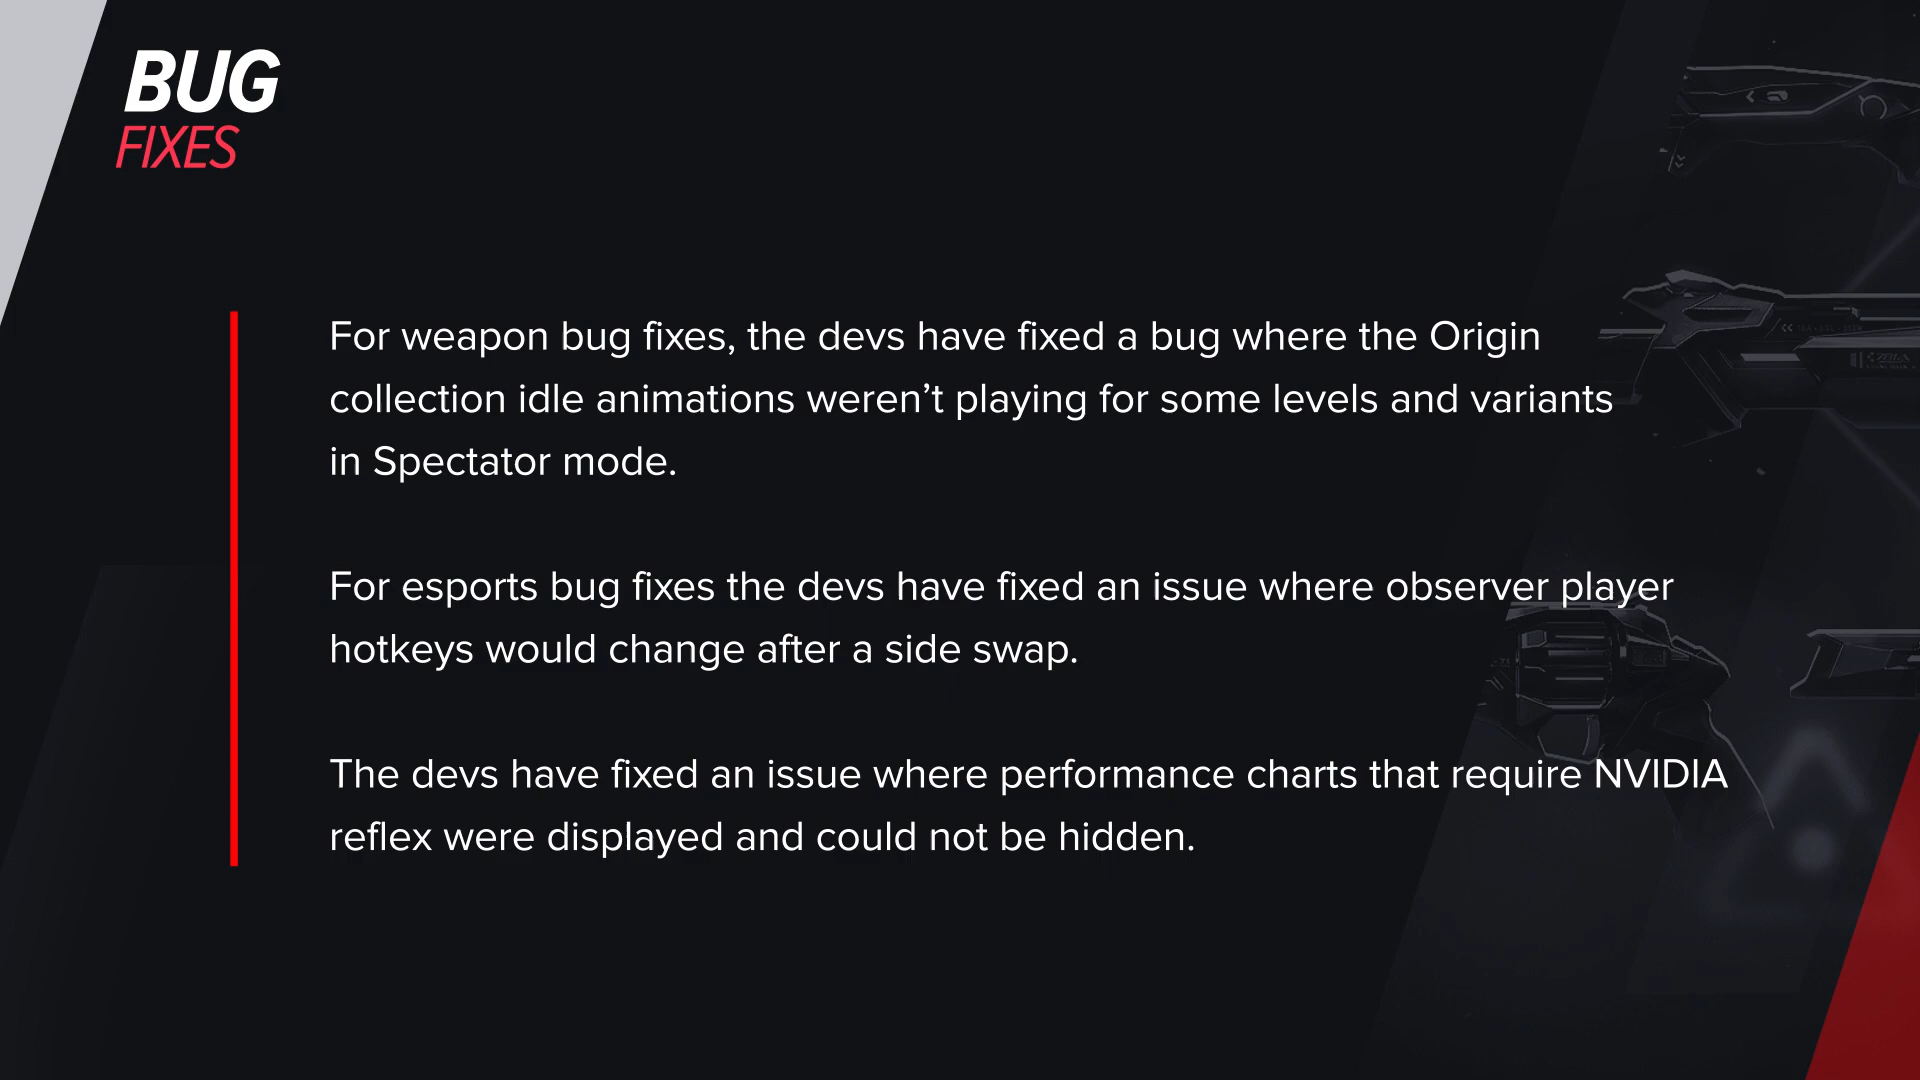 BUG
FIXES
For weapon bug fixes, the devs have fixed a bug where the Origin
collection idle animations weren’t playing for some levels and variants
in Spectator mode.
For esports bug fixes the devs have fixed an issue where observer player
hotkeys would change after a side swap.
The devs have fixed an issue where performance charts that require NVIDIA
reflex were displayed and could not be hidden.